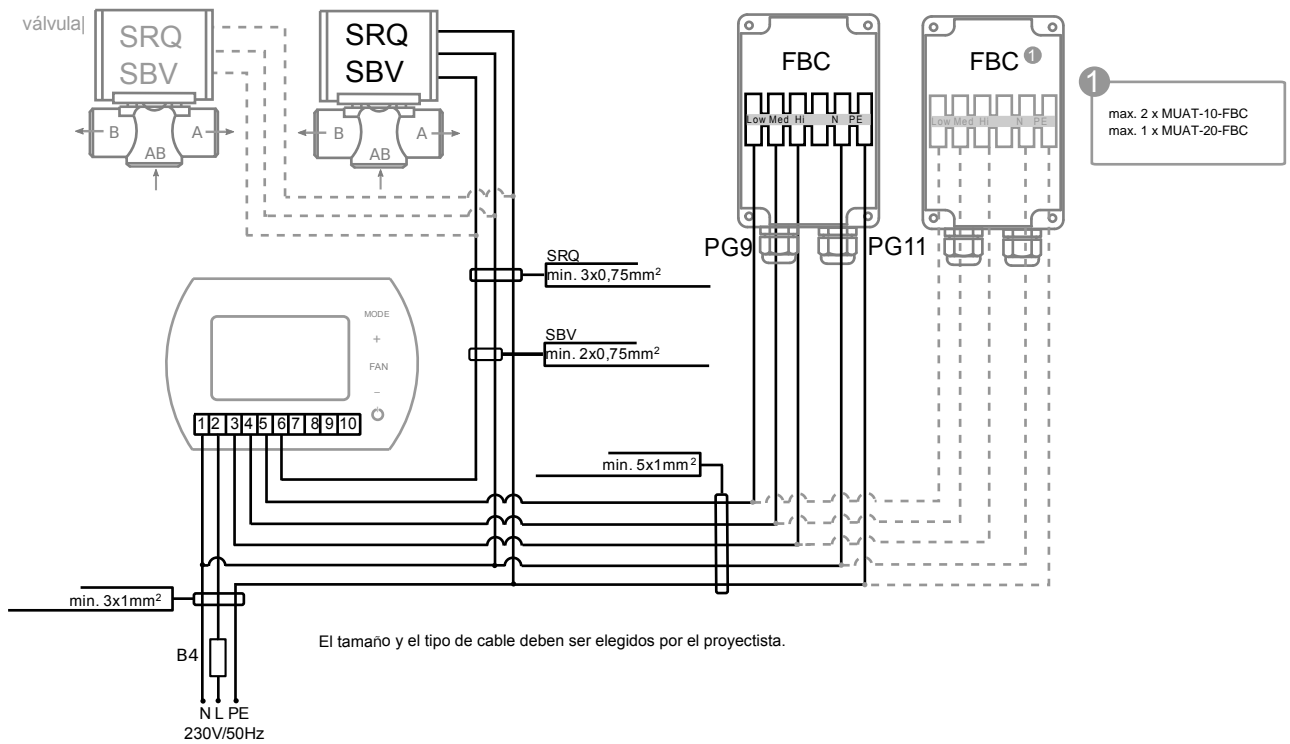 válvula
SRQ
SBV
B
A
AB
SRQ
SBV
B
A
AB
FBC
Low Med Hi N PE
PG9
PG11
FBC 1
Low Med Hi N PE
1
max. 2 x MUAT-10-FBC
max. 1 x MUAT-20-FBC
SRQ
min. 3x0,75mm²
SBV
min. 2x0,75mm²
MODE
+
FAN
–
1 2 3 4 5 6 7 8 9 10
min. 5x1mm²
min. 3x1mm²
El tamaño y el tipo de cable deben ser elegidos por el proyectista.
B4
N L PE
230V/50Hz